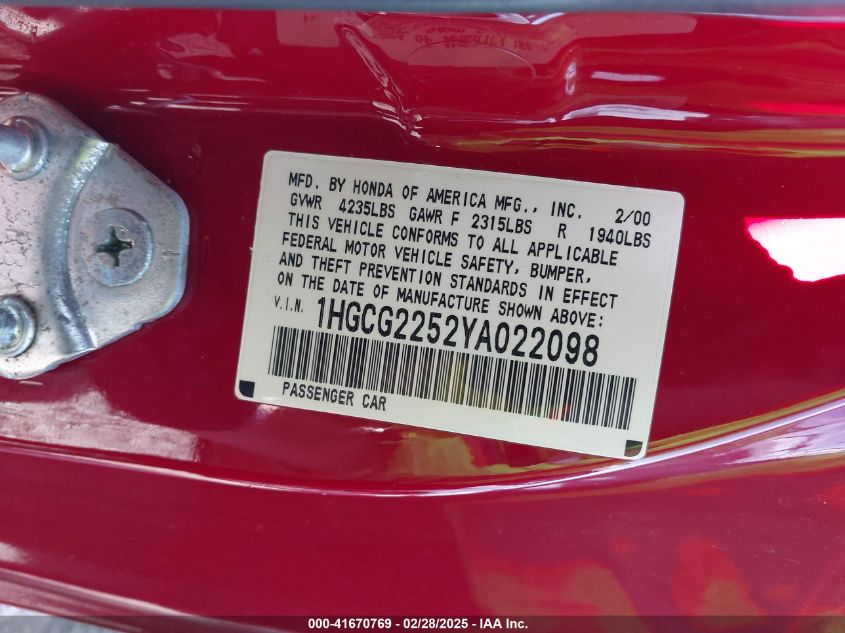 MFD. BY HONDA OF AMERICA MFG., INC. 2/00
GVWR 4235LBS GAWR F 2315LBS R 1940LBS
THIS VEHICLE CONFORMS TO ALL APPLICABLE
FEDERAL MOTOR VEHICLE SAFETY, BUMPER,
AND THEFT PREVENTION STANDARDS IN EFFECT
ON THE DATE OF MANUFACTURE SHOWN ABOVE:
V.I.N. 1HGCG2252YA022098
PASSENGER CAR
000-41670769 - 02/28/2025 - IAA Inc.